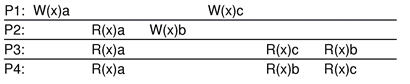 P1: W(x)a W(x)c
P2: R(x)a W(x)b
P3: R(x)a R(x)c R(x)b
P4: R(x)a R(x)b R(x)c